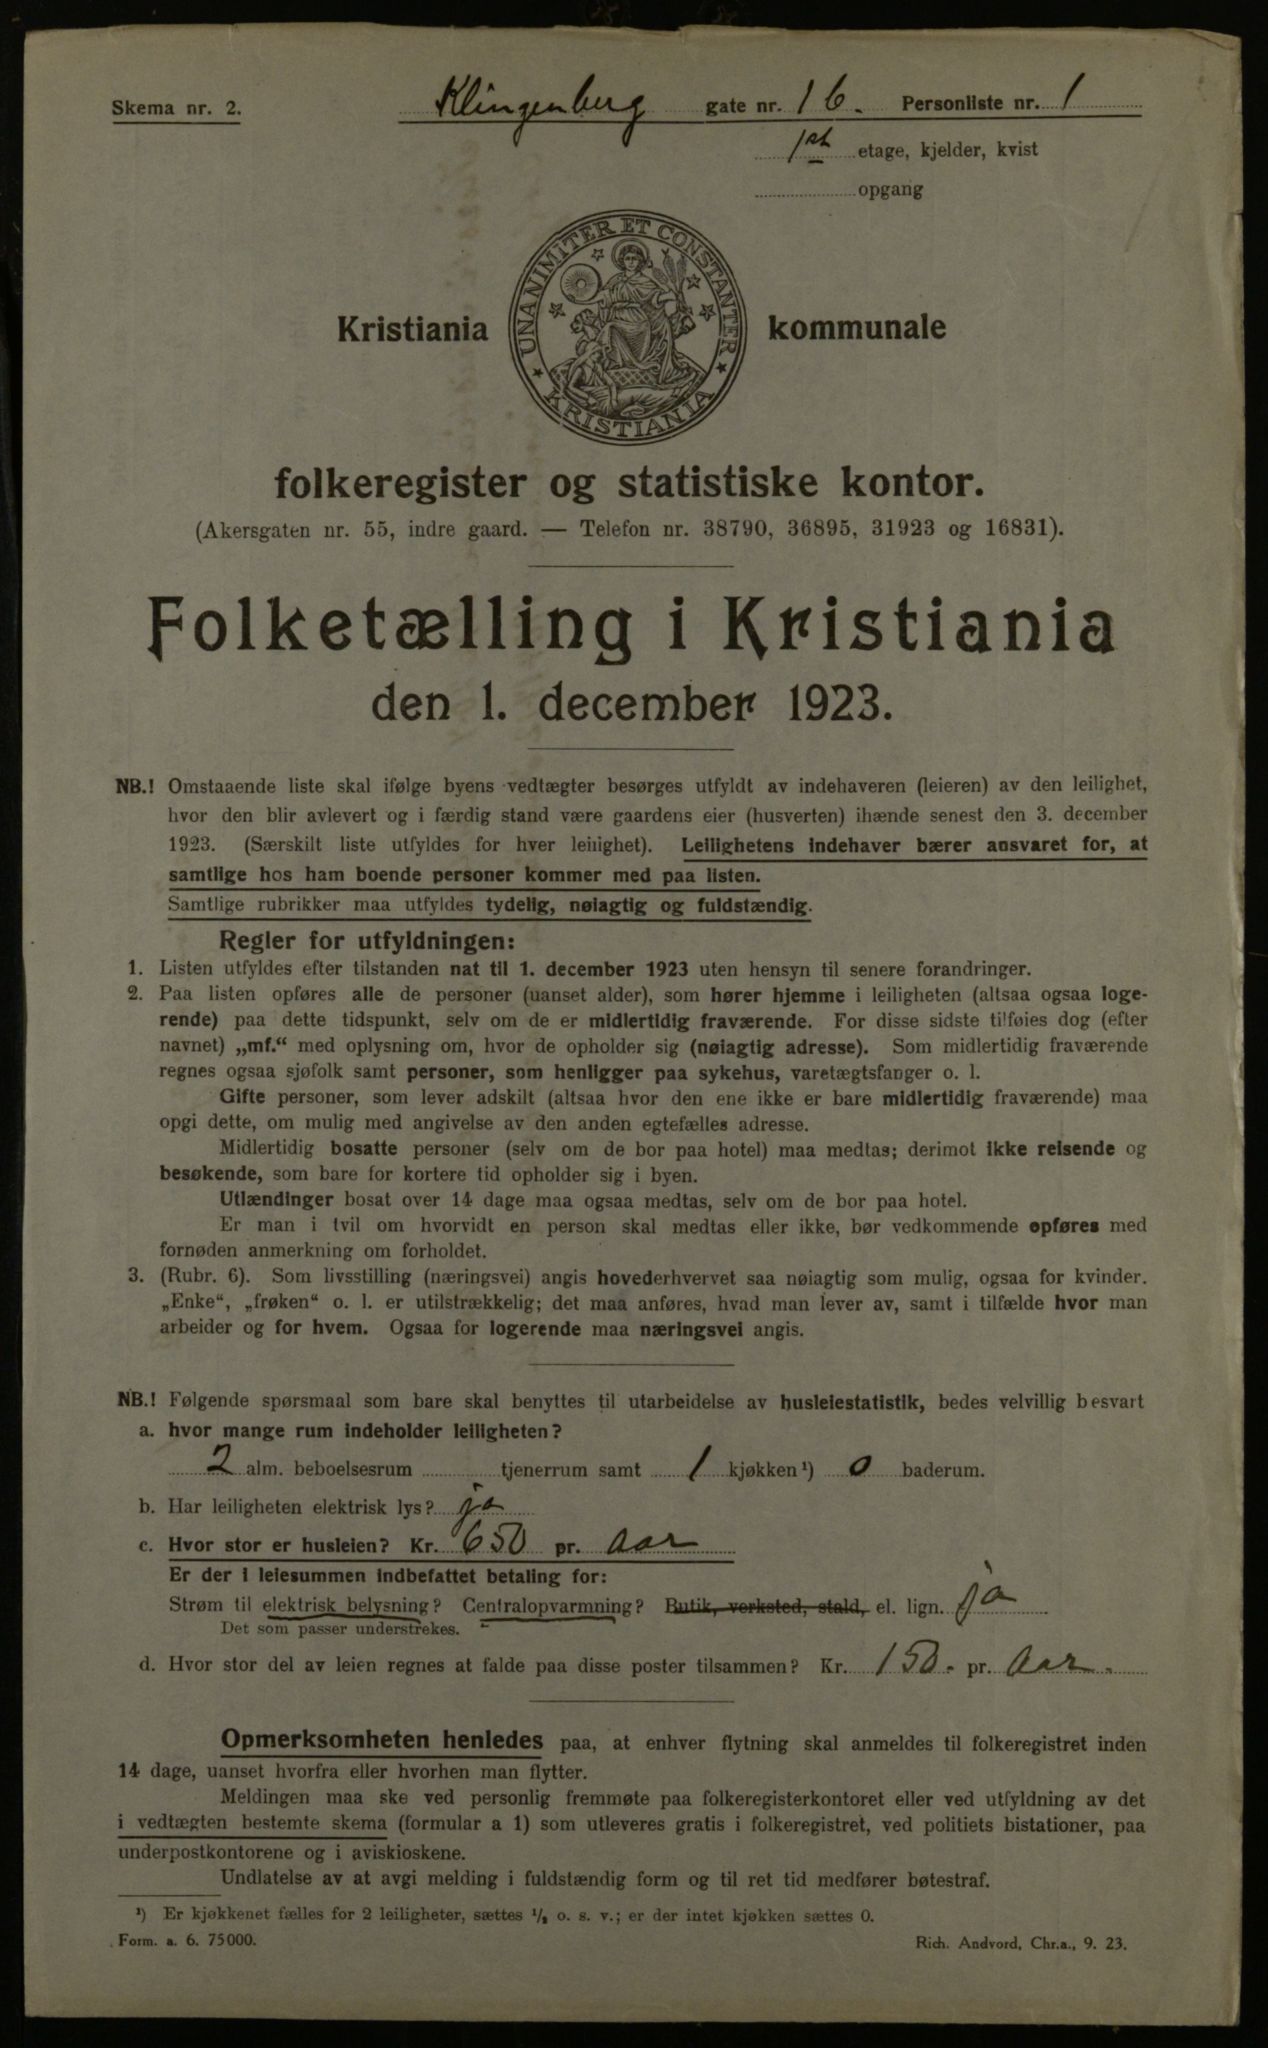 Skema nr. 2.
Klingenberg gate nr. 16. Personliste nr. 1
1st etage, kjelder, kvist
opgang
UNANIMITER ET CONSTANTER
KRISTIANIA
Kristiania kommunale
folkeregister og statistiske kontor.
(Akersgaten nr. 55, indre gaard. — Telefon nr. 38790, 36895, 31923 og 16831).
Folketælling i Kristiania
den 1. december 1923.
NB.! Omstaaende liste skal ifølge byens vedtægter besørges utfyldt av indehaveren (leieren) av den leilighet,
hvor den blir avlevert og i færdig stand være gaardens eier (husverten) ihænde senest den 3. december
1923. (Særskilt liste utfyldes for hver leilighet). Leilighetens indehaver bærer ansvaret for, at
samtlige hos ham boende personer kommer med paa listen.
Samtlige rubrikker maa utfyldes tydelig, nøiagtig og fuldstændig.
Regler for utfyldningen:
1. Listen utfyldes efter tilstanden nat til 1. december 1923 uten hensyn til senere forandringer.
2. Paa listen opføres alle de personer (uanset alder), som hører hjemme i leiligheten (altsaa ogsaa loge-
rende) paa dette tidspunkt, selv om de er midlertidig fraværende. For disse sidste tilføies dog (efter
navnet) „mf.“ med oplysning om, hvor de opholder sig (nøiagtig adresse). Som midlertidig fraværende
regnes ogsaa sjøfolk samt personer, som henligger paa sykehus, varetægtsfanger o. l.
Gifte personer, som lever adskilt (altsaa hvor den ene ikke er bare midlertidig fraværende) maa
opgi dette, om mulig med angivelse av den anden egtefælles adresse.
Midlertidig bosatte personer (selv om de bor paa hotel) maa medtas; derimot ikke reisende og
besøkende, som bare for kortere tid opholder sig i byen.
Utlændinger bosat over 14 dage maa ogsaa medtas, selv om de bor paa hotel.
Er man i tvil om hvorvidt en person skal medtas eller ikke, bør vedkommende opføres med
fornøden anmerkning om forholdet.
3. (Rubr. 6). Som livsstilling (næringsvei) angis hovederhvervet saa nøiagtig som mulig, ogsaa for kvinder.
„Enke“, „frøken“ o. l. er utilstrækkelig; det maa anføres, hvad man lever av, samt i tilfælde hvor man
arbeider og for hvem. Ogsaa for logerende maa næringsvei angis.
NB.! Følgende spørsmaal som bare skal benyttes til utarbeidelse av husleiestatistik, bedes velvillig besvart
a. hvor mange rum indeholder leiligheten?
2 alm. beboelsesrum tjenerrum samt 1 kjøkken ¹) 0 baderum.
b. Har leiligheten elektrisk lys? ja
c. Hvor stor er husleien? Kr. 650 pr. Aar
Er der i leiesummen indbefattet betaling for:
Strøm til elektrisk belysning? Centralopvarmning? Butik, verksted, stald, el. lign. ja
Det som passer understrekes.
d. Hvor stor del av leien regnes at falde paa disse poster tilsammen? Kr. 150.- pr. Aar.
Opmerksomheten henledes paa, at enhver flytning skal anmeldes til folkeregistret inden
14 dage, uanset hvorfra eller hvorhen man flytter.
Meldingen maa ske ved personlig fremmøte paa folkeregisterkontoret eller ved utfyldning av det
i vedtægten bestemte skema (formular a 1) som utleveres gratis i folkeregistret, ved politiets bistationer, paa
underpostkontorene og i aviskioskene.
Undlatelse av at avgi melding i fuldstændig form og til ret tid medfører bøtestraf.
¹) Er kjøkkenet fælles for 2 leiligheter, sættes ½ o. s. v.; er der intet kjøkken sættes 0.
Form. a. 6. 75000.
Rich. Andvord, Chr.a., 9. 23.